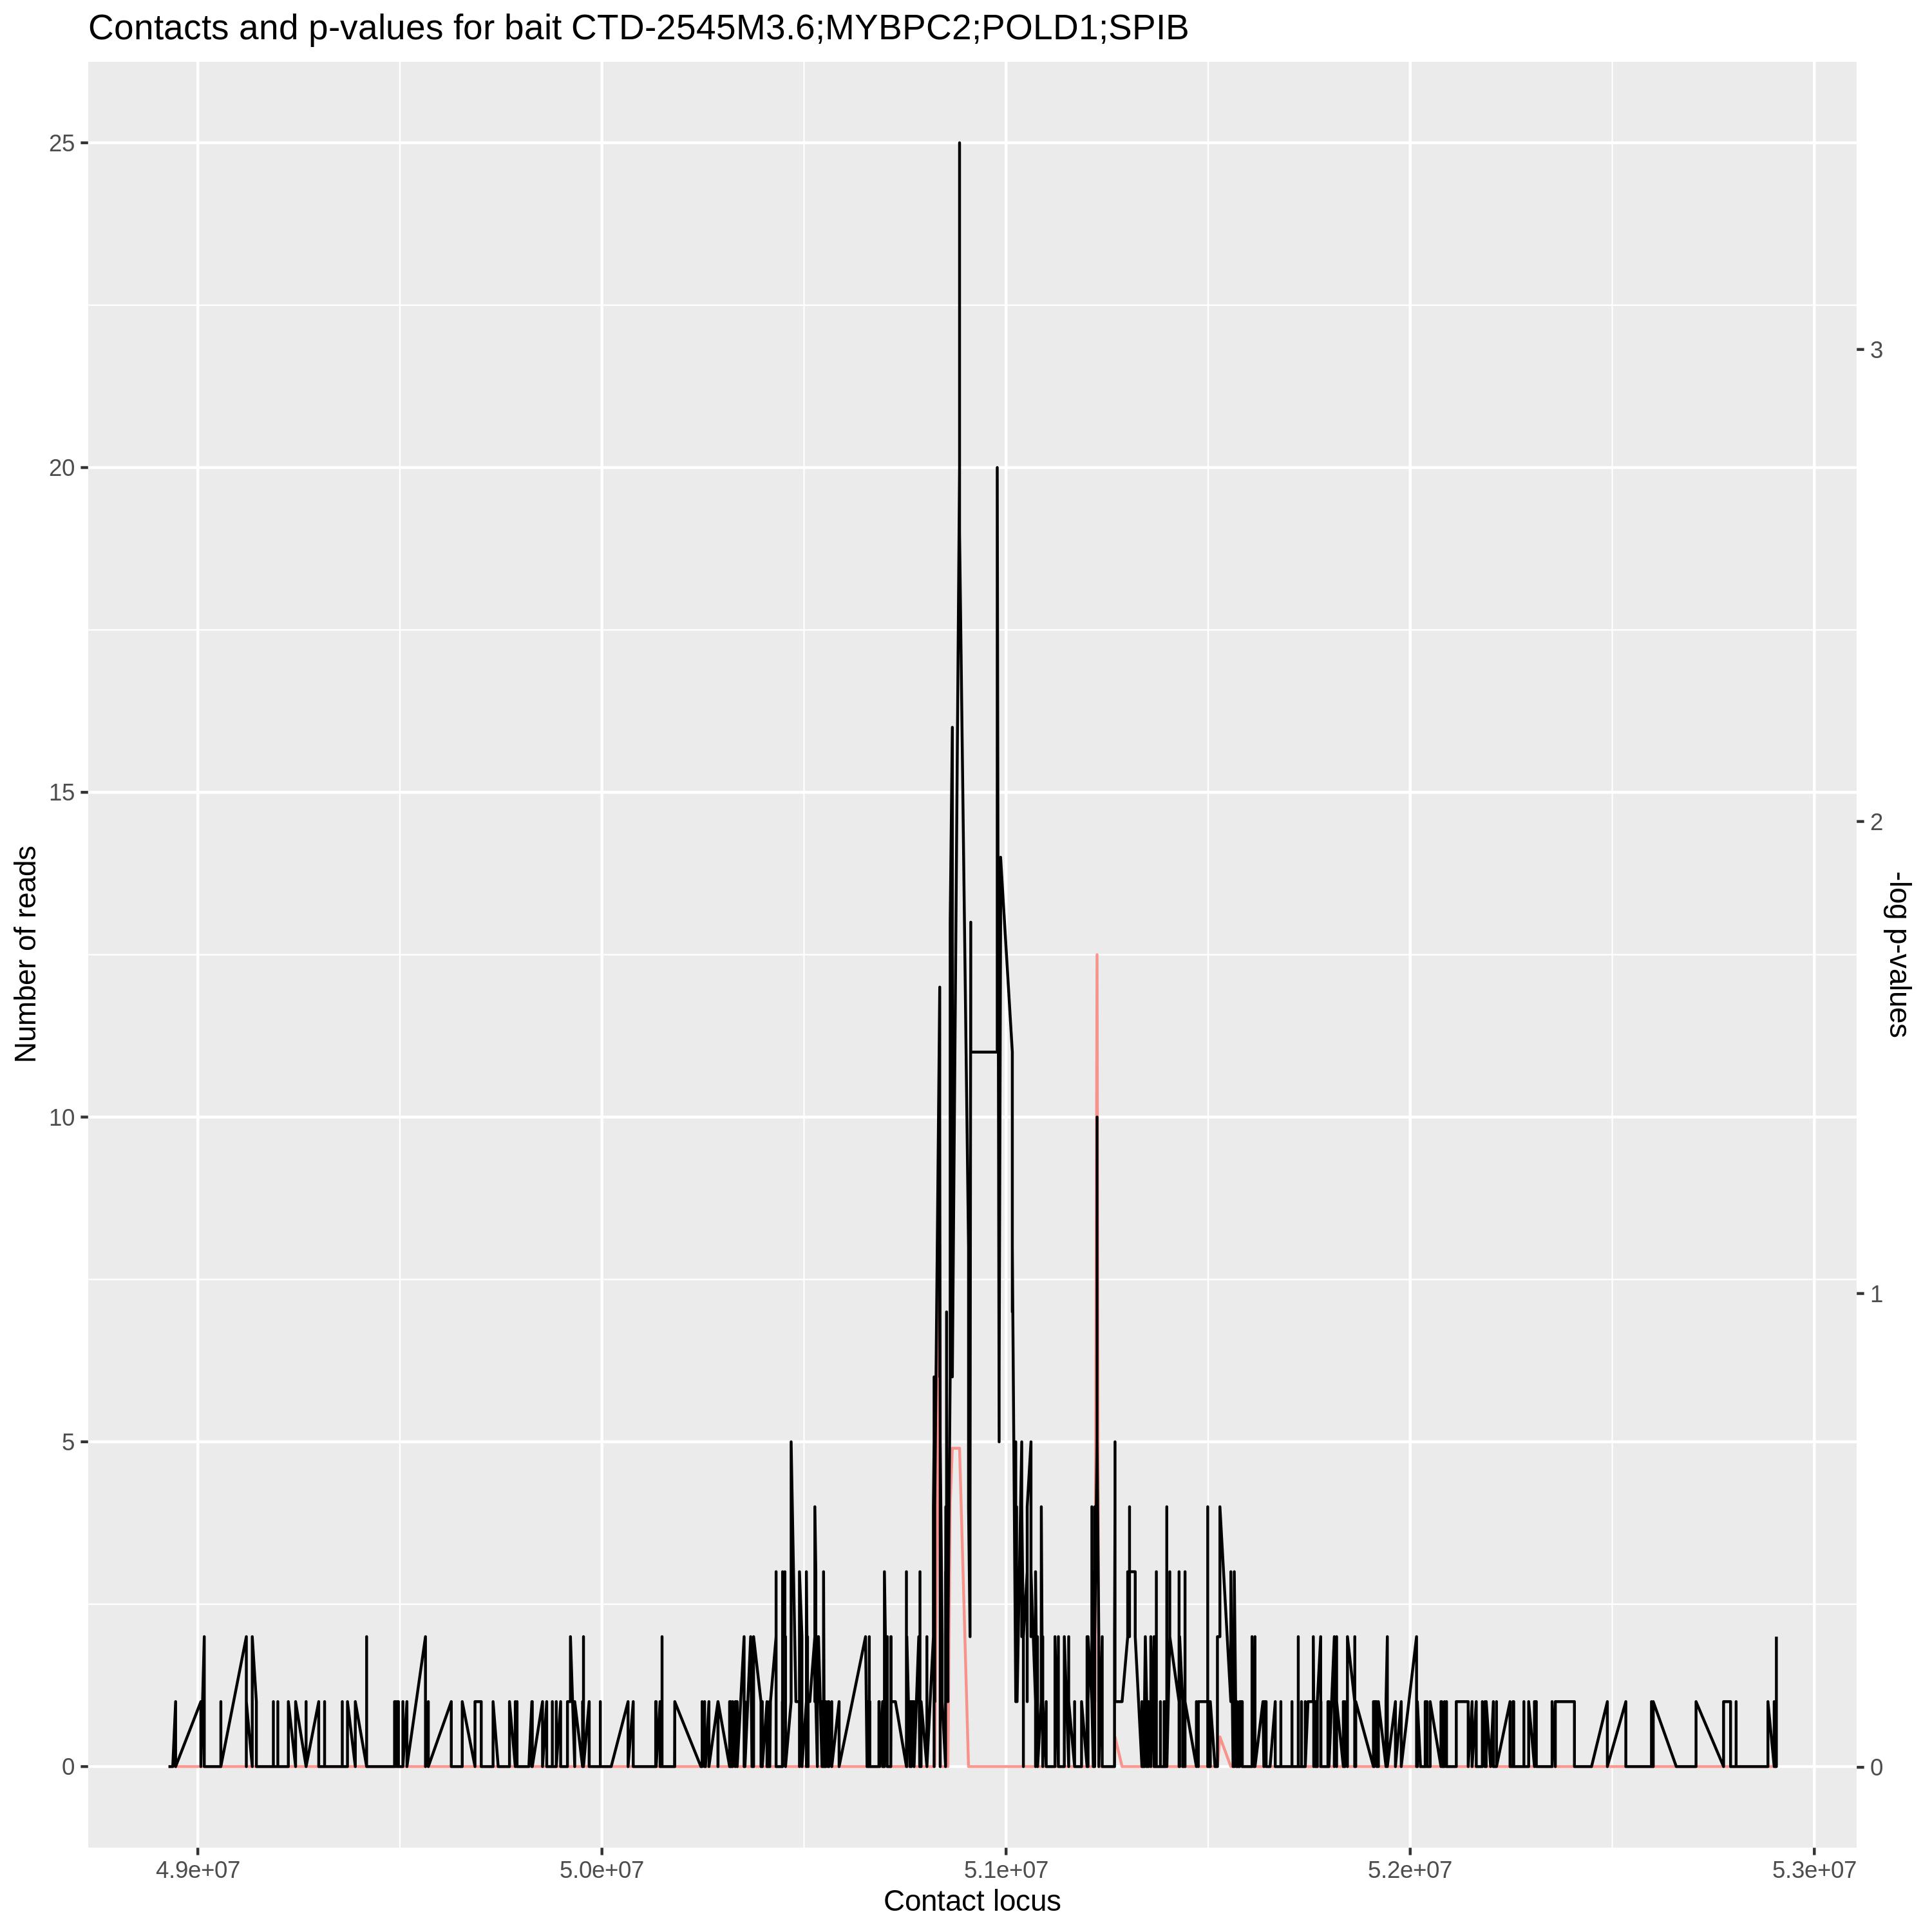 Contacts and p-values for bait CTD-2545M3.6;MYBPC2;POLD1;SPIB
25
20
15
10
5
0
Number of reads
3
2
1
0
-log p-values
4.9e+07 5.0e+07 5.1e+07 5.2e+07 5.3e+07
Contact locus